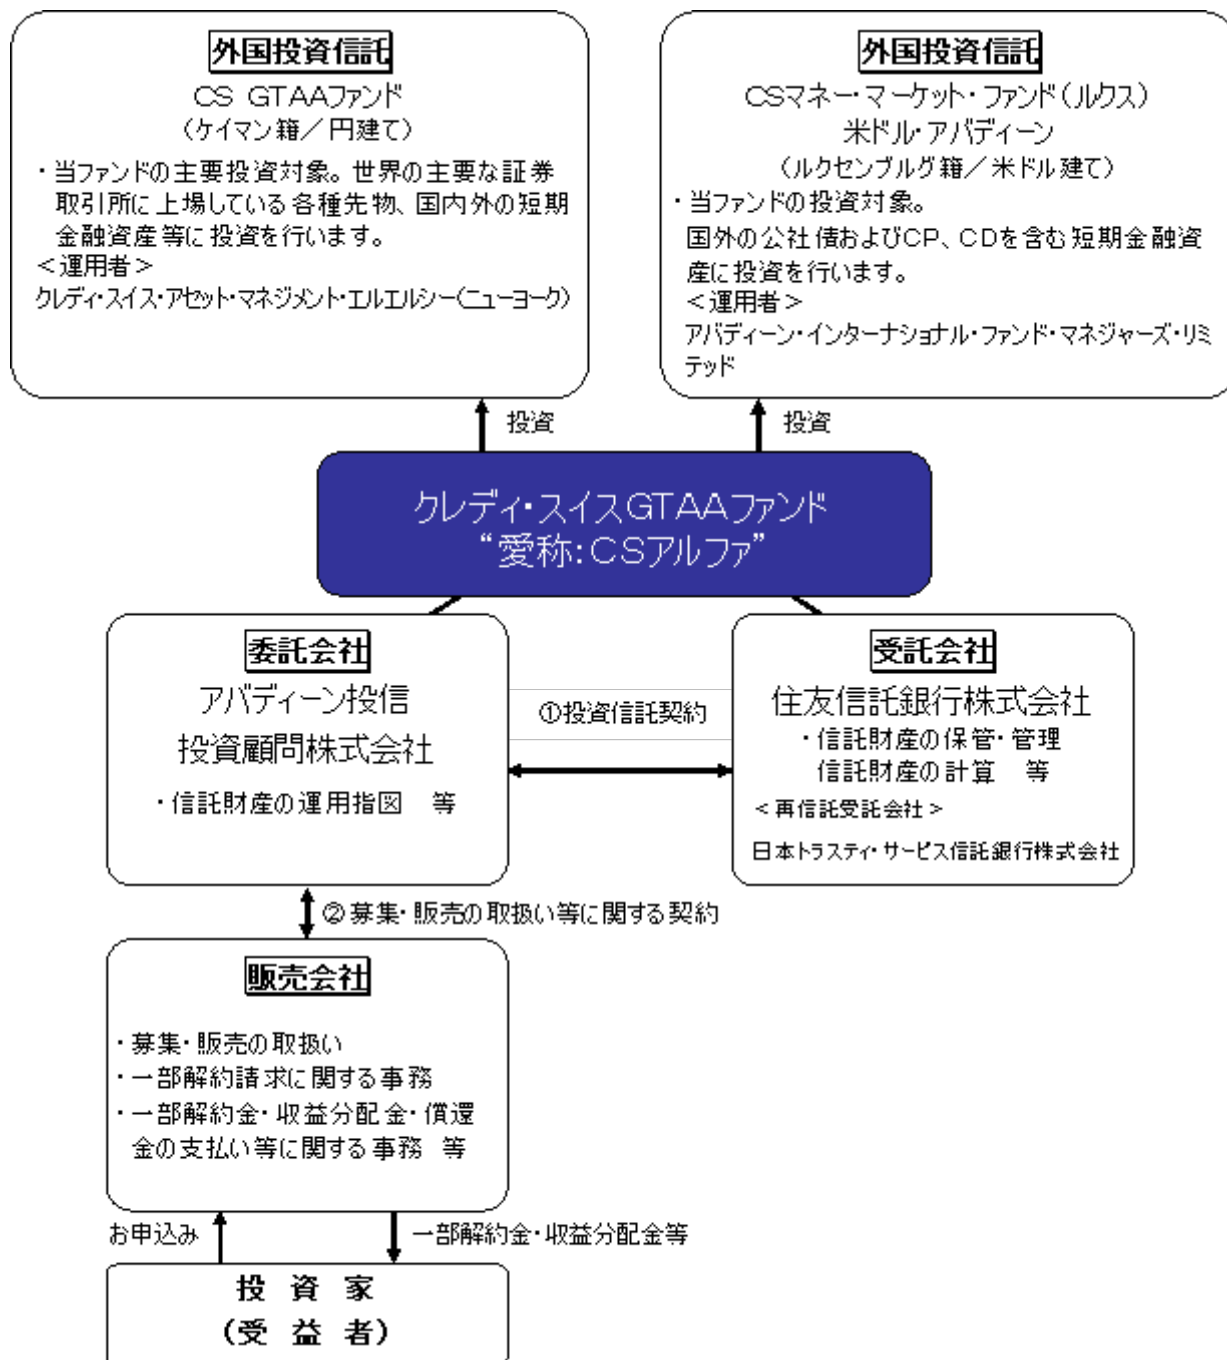 外国投資信託
CS GTAAファンド
(ケイマン籍/円建て)
・当ファンドの主要投資対象。世界の主要な証券
取引所に上場している各種先物、国内外の短期
金融資産等に投資を行います。
<運用者>
クレディ・スイス・アセット・マネジメント・エルエルシー(ニューヨーク)
外国投資信託
CSマネー・マーケット・ファンド(ルクス)
米ドル・アバディーン
(ルクセンブルグ籍/米ドル建て)
・当ファンドの投資対象。
国外の公社債およびCP、CDを含む短期金融資
産に投資を行います。
<運用者>
アバディーン・インターナショナル・ファンド・マネジャーズ・リミ
テッド
投資
投資
クレディ・スイスGTAAファンド
“愛称:CSアルファ”
委託会社
アバディーン投信
投資顧問株式会社
・信託財産の運用指図 等
①投資信託契約
受託会社
住友信託銀行株式会社
・信託財産の保管・管理
信託財産の計算 等
<再信託受託会社>
日本トラスティ・サービス信託銀行株式会社
②募集・販売の取扱い等に関する契約
販売会社
・募集・販売の取扱い
・一部解約請求に関する事務
・一部解約金・収益分配金・償還
金の支払い等に関する事務 等
お申込み
一部解約金・収益分配金等
投 資 家
(受 益 者)